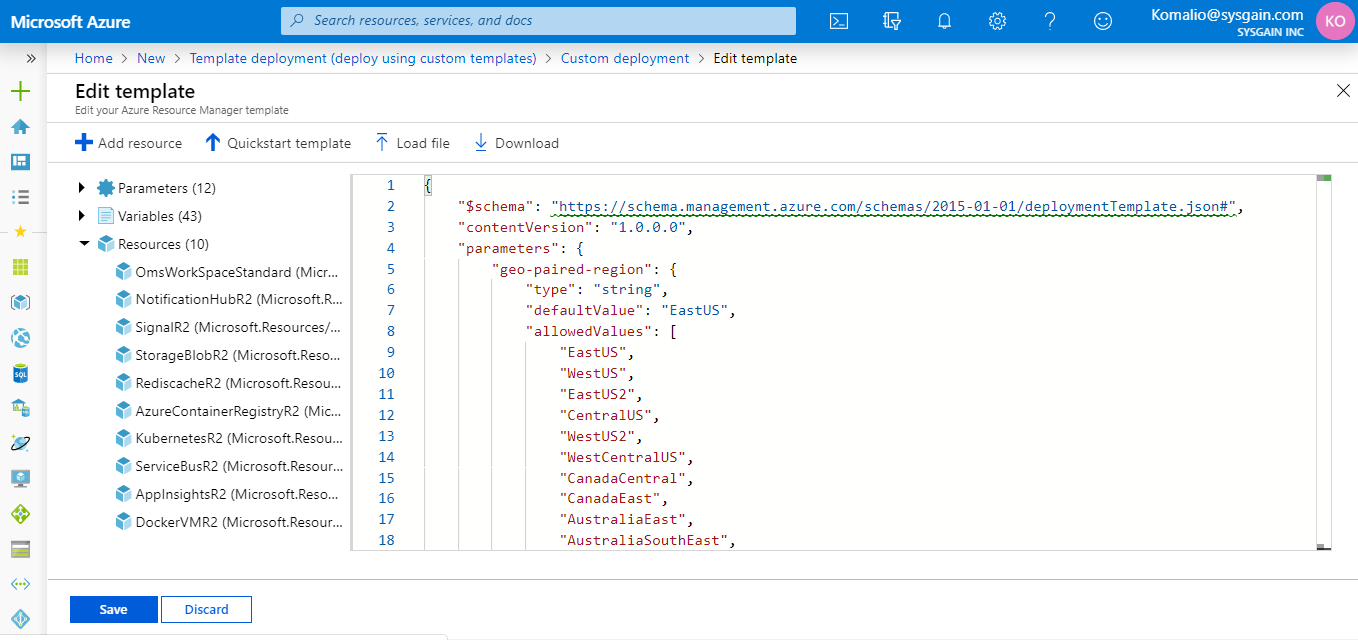 Microsoft Azure
Search resources, services, and docs
Komalio@sysgain.com
SYSGAIN INC
KO
Home > New > Template deployment (deploy using custom templates) > Custom deployment > Edit template
Edit template
Edit your Azure Resource Manager template
Add resource Quickstart template Load file Download
Parameters (12)
Variables (43)
Resources (10)
OmsWorkSpaceStandard (Micr...
NotificationHubR2 (Microsoft.R...
SignalR2 (Microsoft.Resources/...
StorageBlobR2 (Microsoft.Reso...
RediscacheR2 (Microsoft.Resou...
AzureContainerRegistryR2 (Mic...
KubernetesR2 (Microsoft.Resou...
ServiceBusR2 (Microsoft.Resour...
AppInsightsR2 (Microsoft.Reso...
DockerVMR2 (Microsoft.Resour...
1 {
2 "$schema": "https://schema.management.azure.com/schemas/2015-01-01/deploymentTemplate.json#",
3 "contentVersion": "1.0.0.0",
4 "parameters": {
5 "geo-paired-region": {
6 "type": "string",
7 "defaultValue": "EastUS",
8 "allowedValues": [
9 "EastUS",
10 "WestUS",
11 "EastUS2",
12 "CentralUS",
13 "WestUS2",
14 "WestCentralUS",
15 "CanadaCentral",
16 "CanadaEast",
17 "AustraliaEast",
18 "AustraliaSouthEast",
SQL
Save Discard